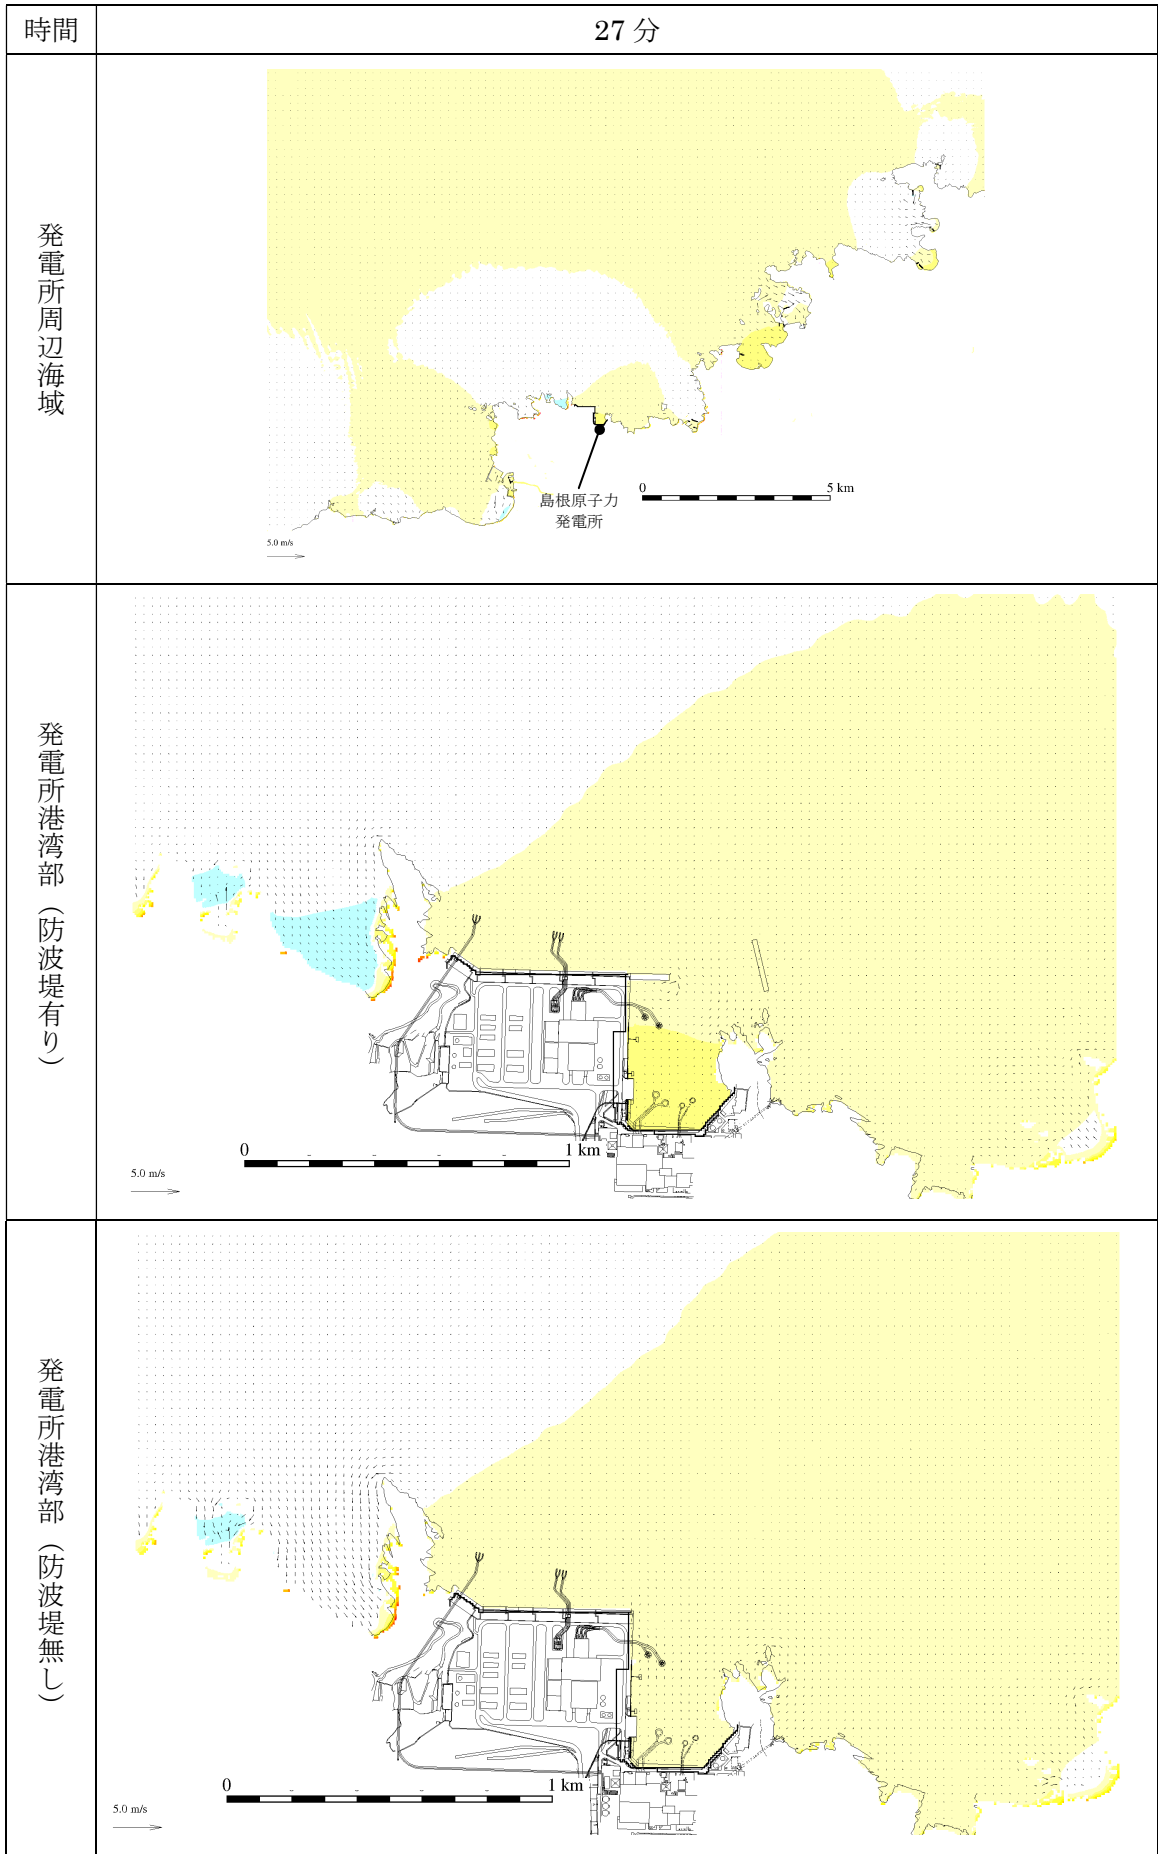 時間
27 分
発電所周辺海域
島根原子力
発電所
0
5 km
5.0 m/s
発電所港湾部（防波堤有り）
0
1 km
5.0 m/s
発電所港湾部（防波堤無し）
0
1 km
5.0 m/s